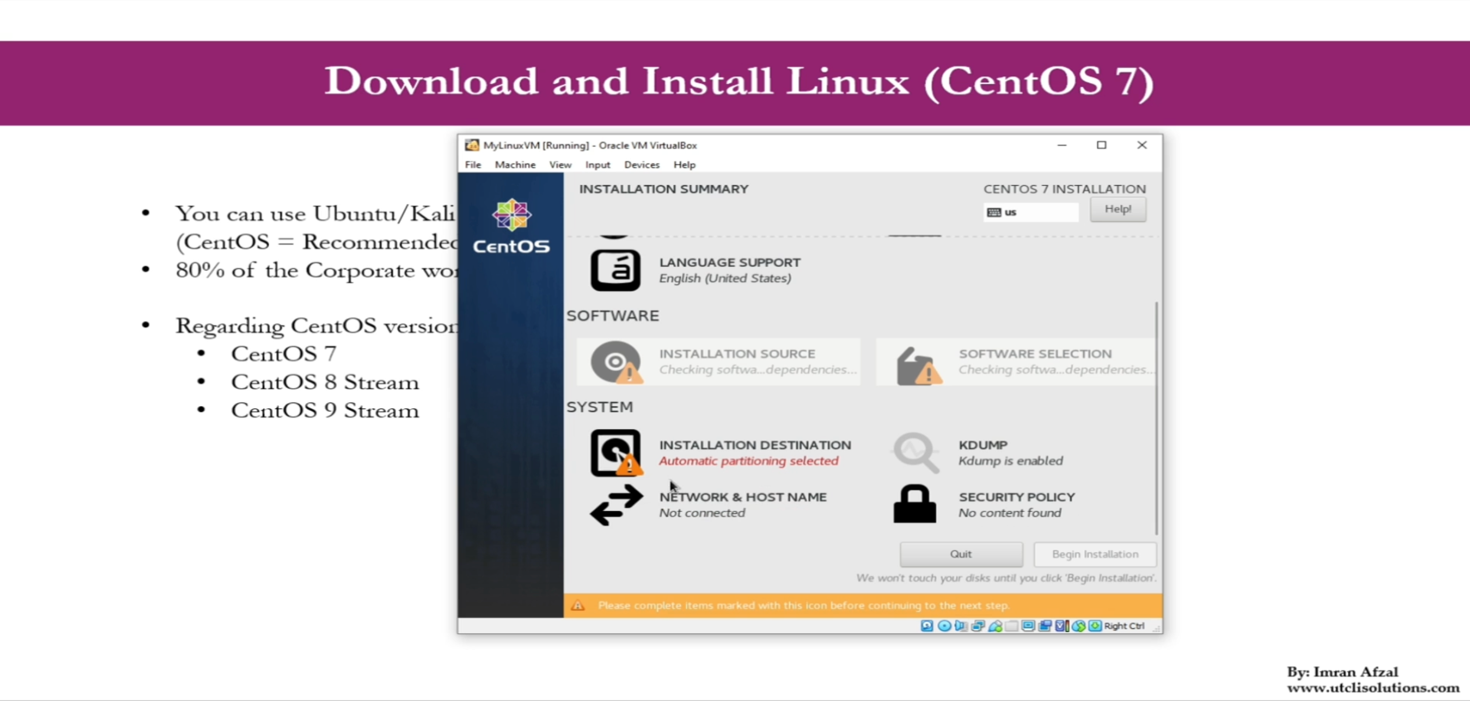 Download and Install Linux (CentOS 7)
• You can use Ubuntu/Kali
(CentOS = Recommended
• 80% of the Corporate
• Regarding CentOS version
• CentOS 7
• CentOS 8 Stream
• CentOS 9 Stream
MyLinuxVM [Running] - Oracle VM VirtualBox
File Machine View Input Devices Help
CentOS
INSTALLATION SUMMARY
CENTOS 7 INSTALLATION
us
Help!
LANGUAGE SUPPORT
English (United States)
SOFTWARE
INSTALLATION SOURCE
Checking softwa...dependencies...
SOFTWARE SELECTION
Checking softwa...dependencies...
SYSTEM
INSTALLATION DESTINATION
Automatic partitioning selected
KDUMP
Kdump is enabled
NETWORK & HOST NAME
Not connected
SECURITY POLICY
No content found
Quit
Begin Installation
We won't touch your disks until you click 'Begin Installation'.
Please complete items marked with this icon before continuing to the next step.
Right Ctrl
By: Imran Afzal
www.utclisolutions.com